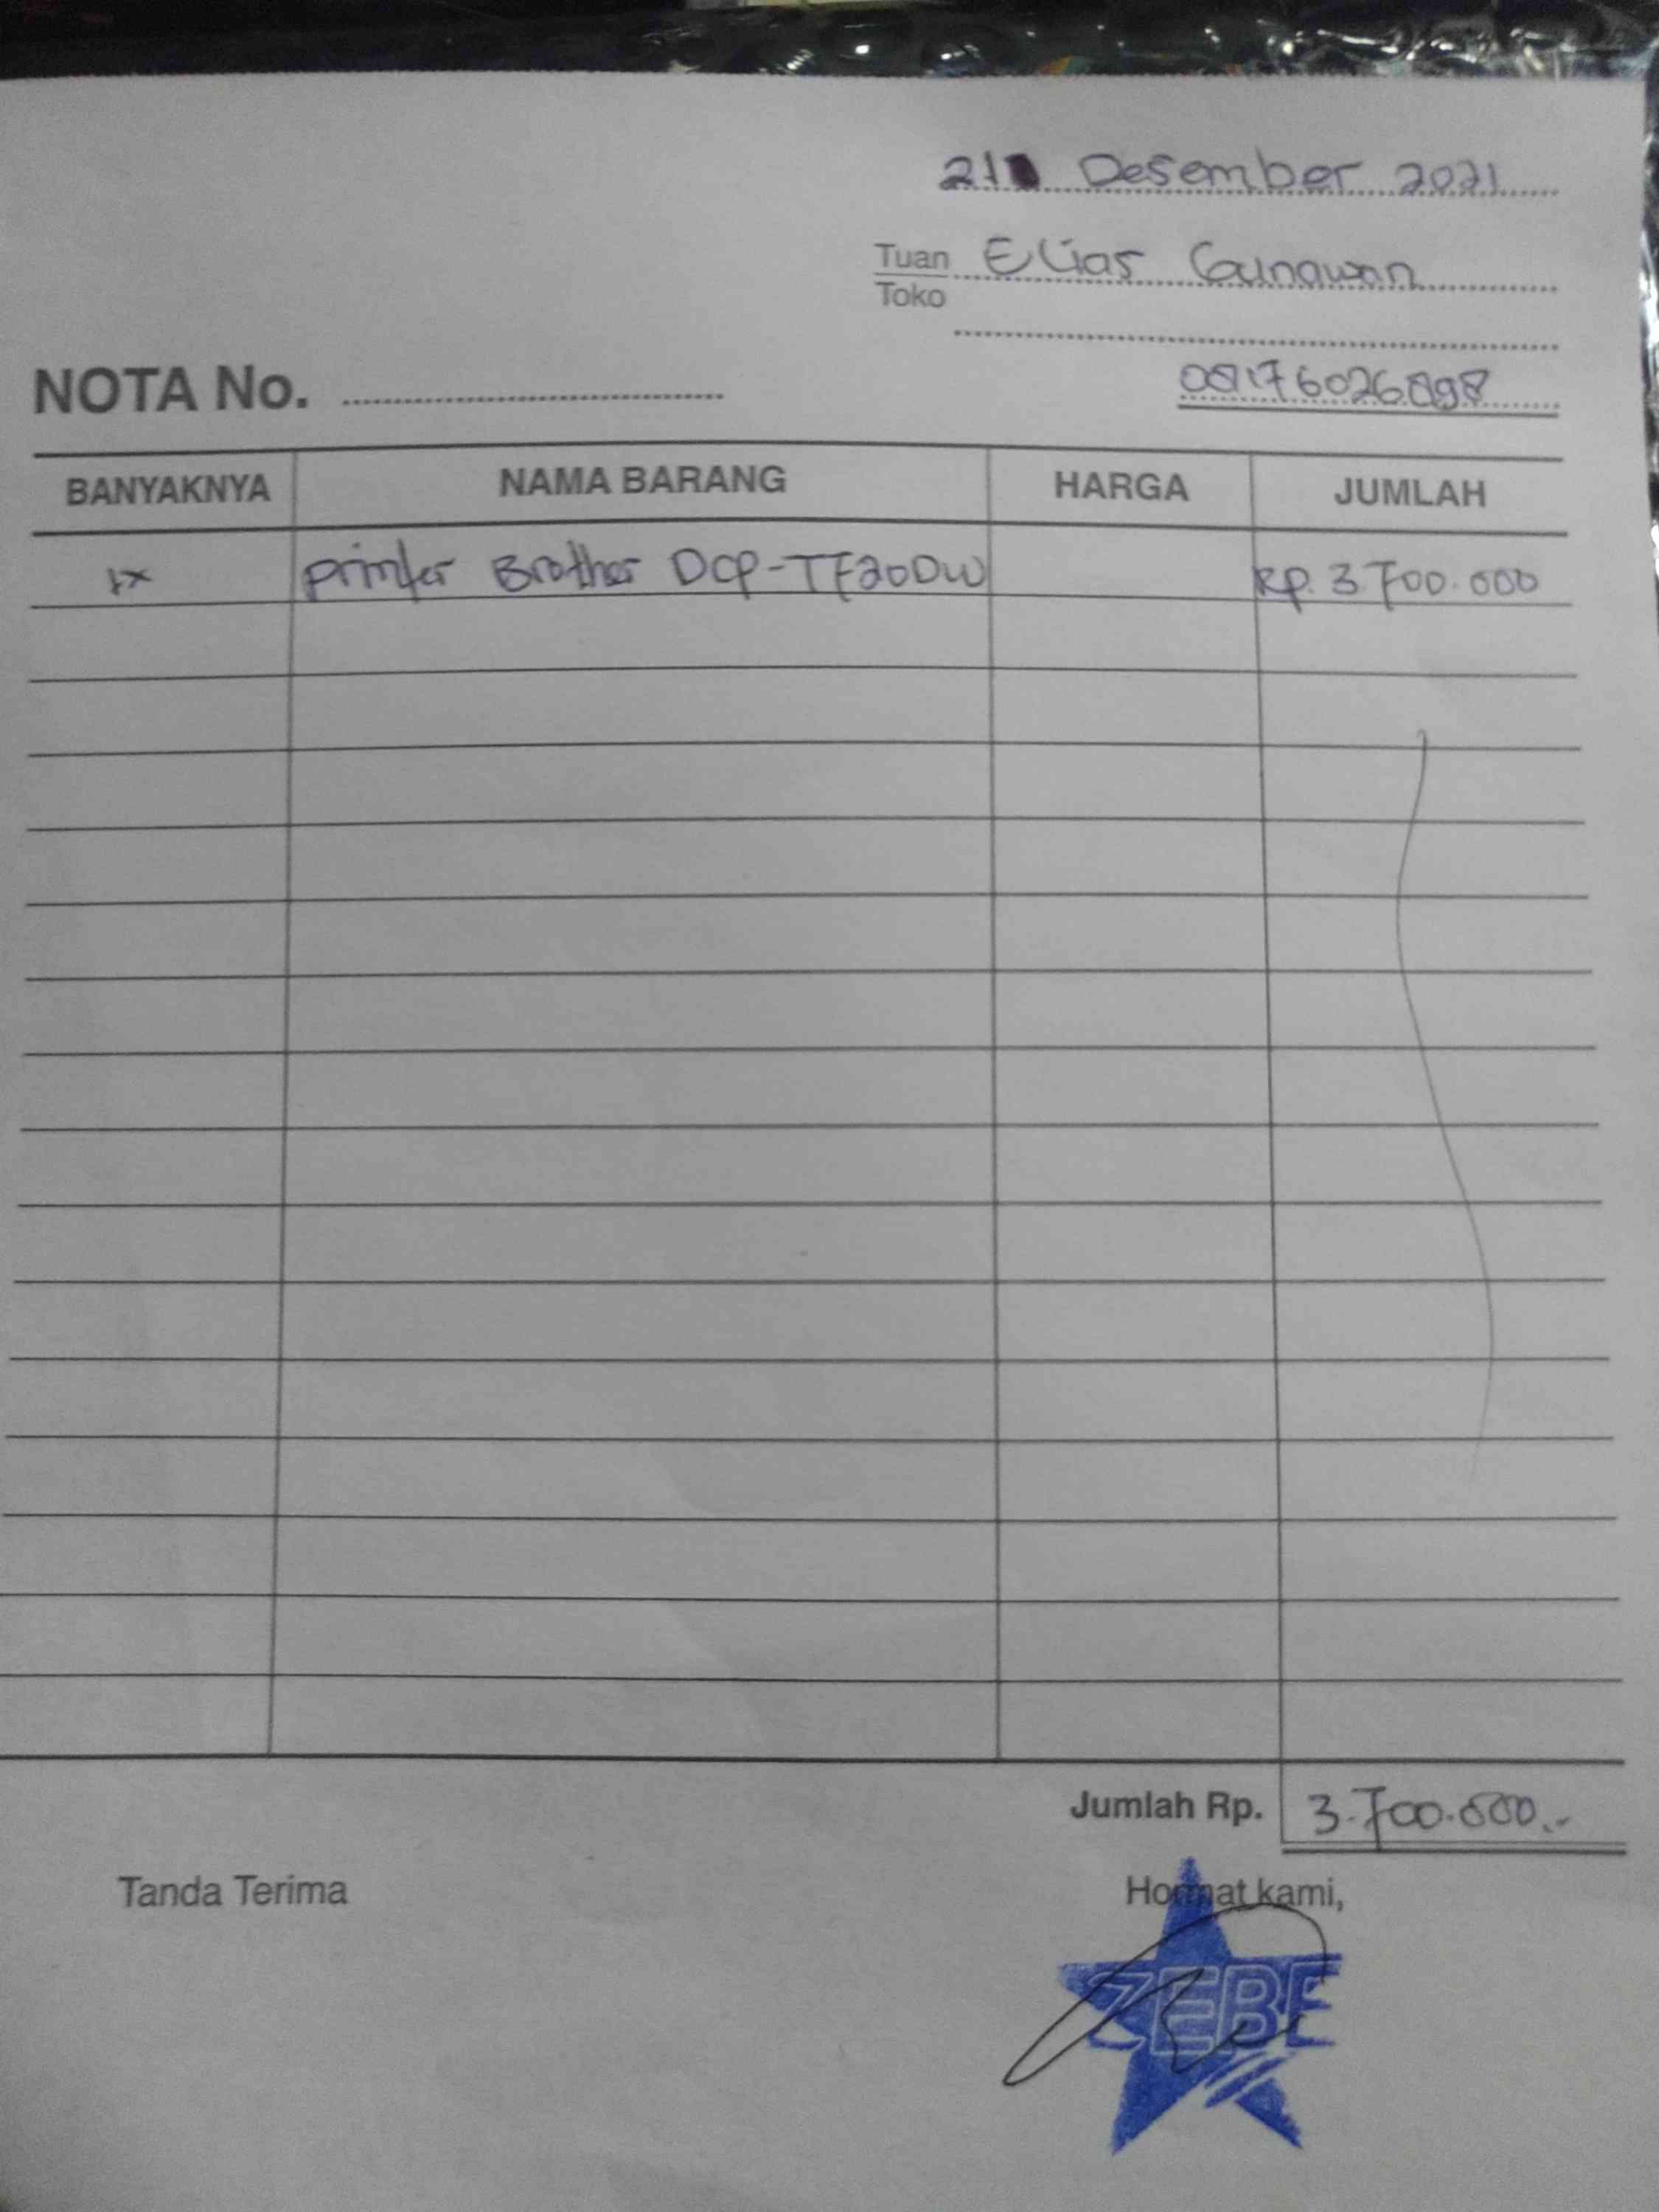 21 Desember 2021
Tuan Elias Gunawan
Toko
NOTA No.
08176026898
BANYAKNYA NAMA BARANG HARGA JUMLAH
1x printer Brother DCP-T720DW Rp. 3.700.000
Jumlah Rp. 3.700.000.-
Tanda Terima Hormat kami,
ZEBE